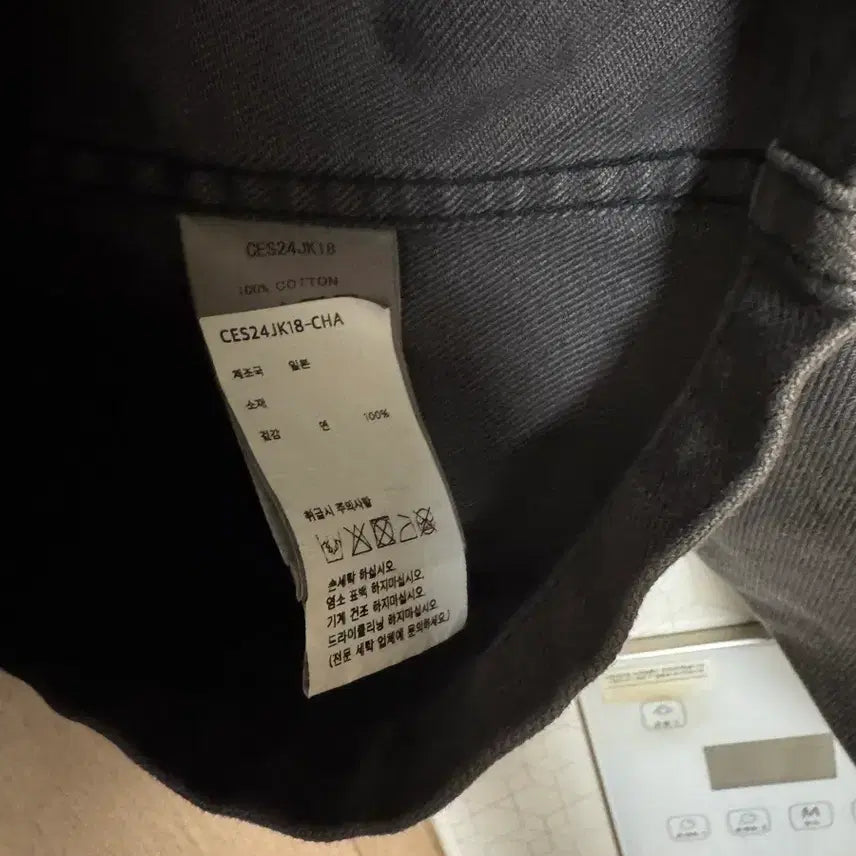 CES24JK18
100% COTTON
CES24JK18-CHA
제조국 일본
소재
겉감 면 100%
취급시 주의사항
손세탁 하십시오.
염소 표백 하지마십시오.
기계 건조 하지마십시오.
드라이클리닝 하지마십시오
(전문 세탁 업체에 문의하세요)